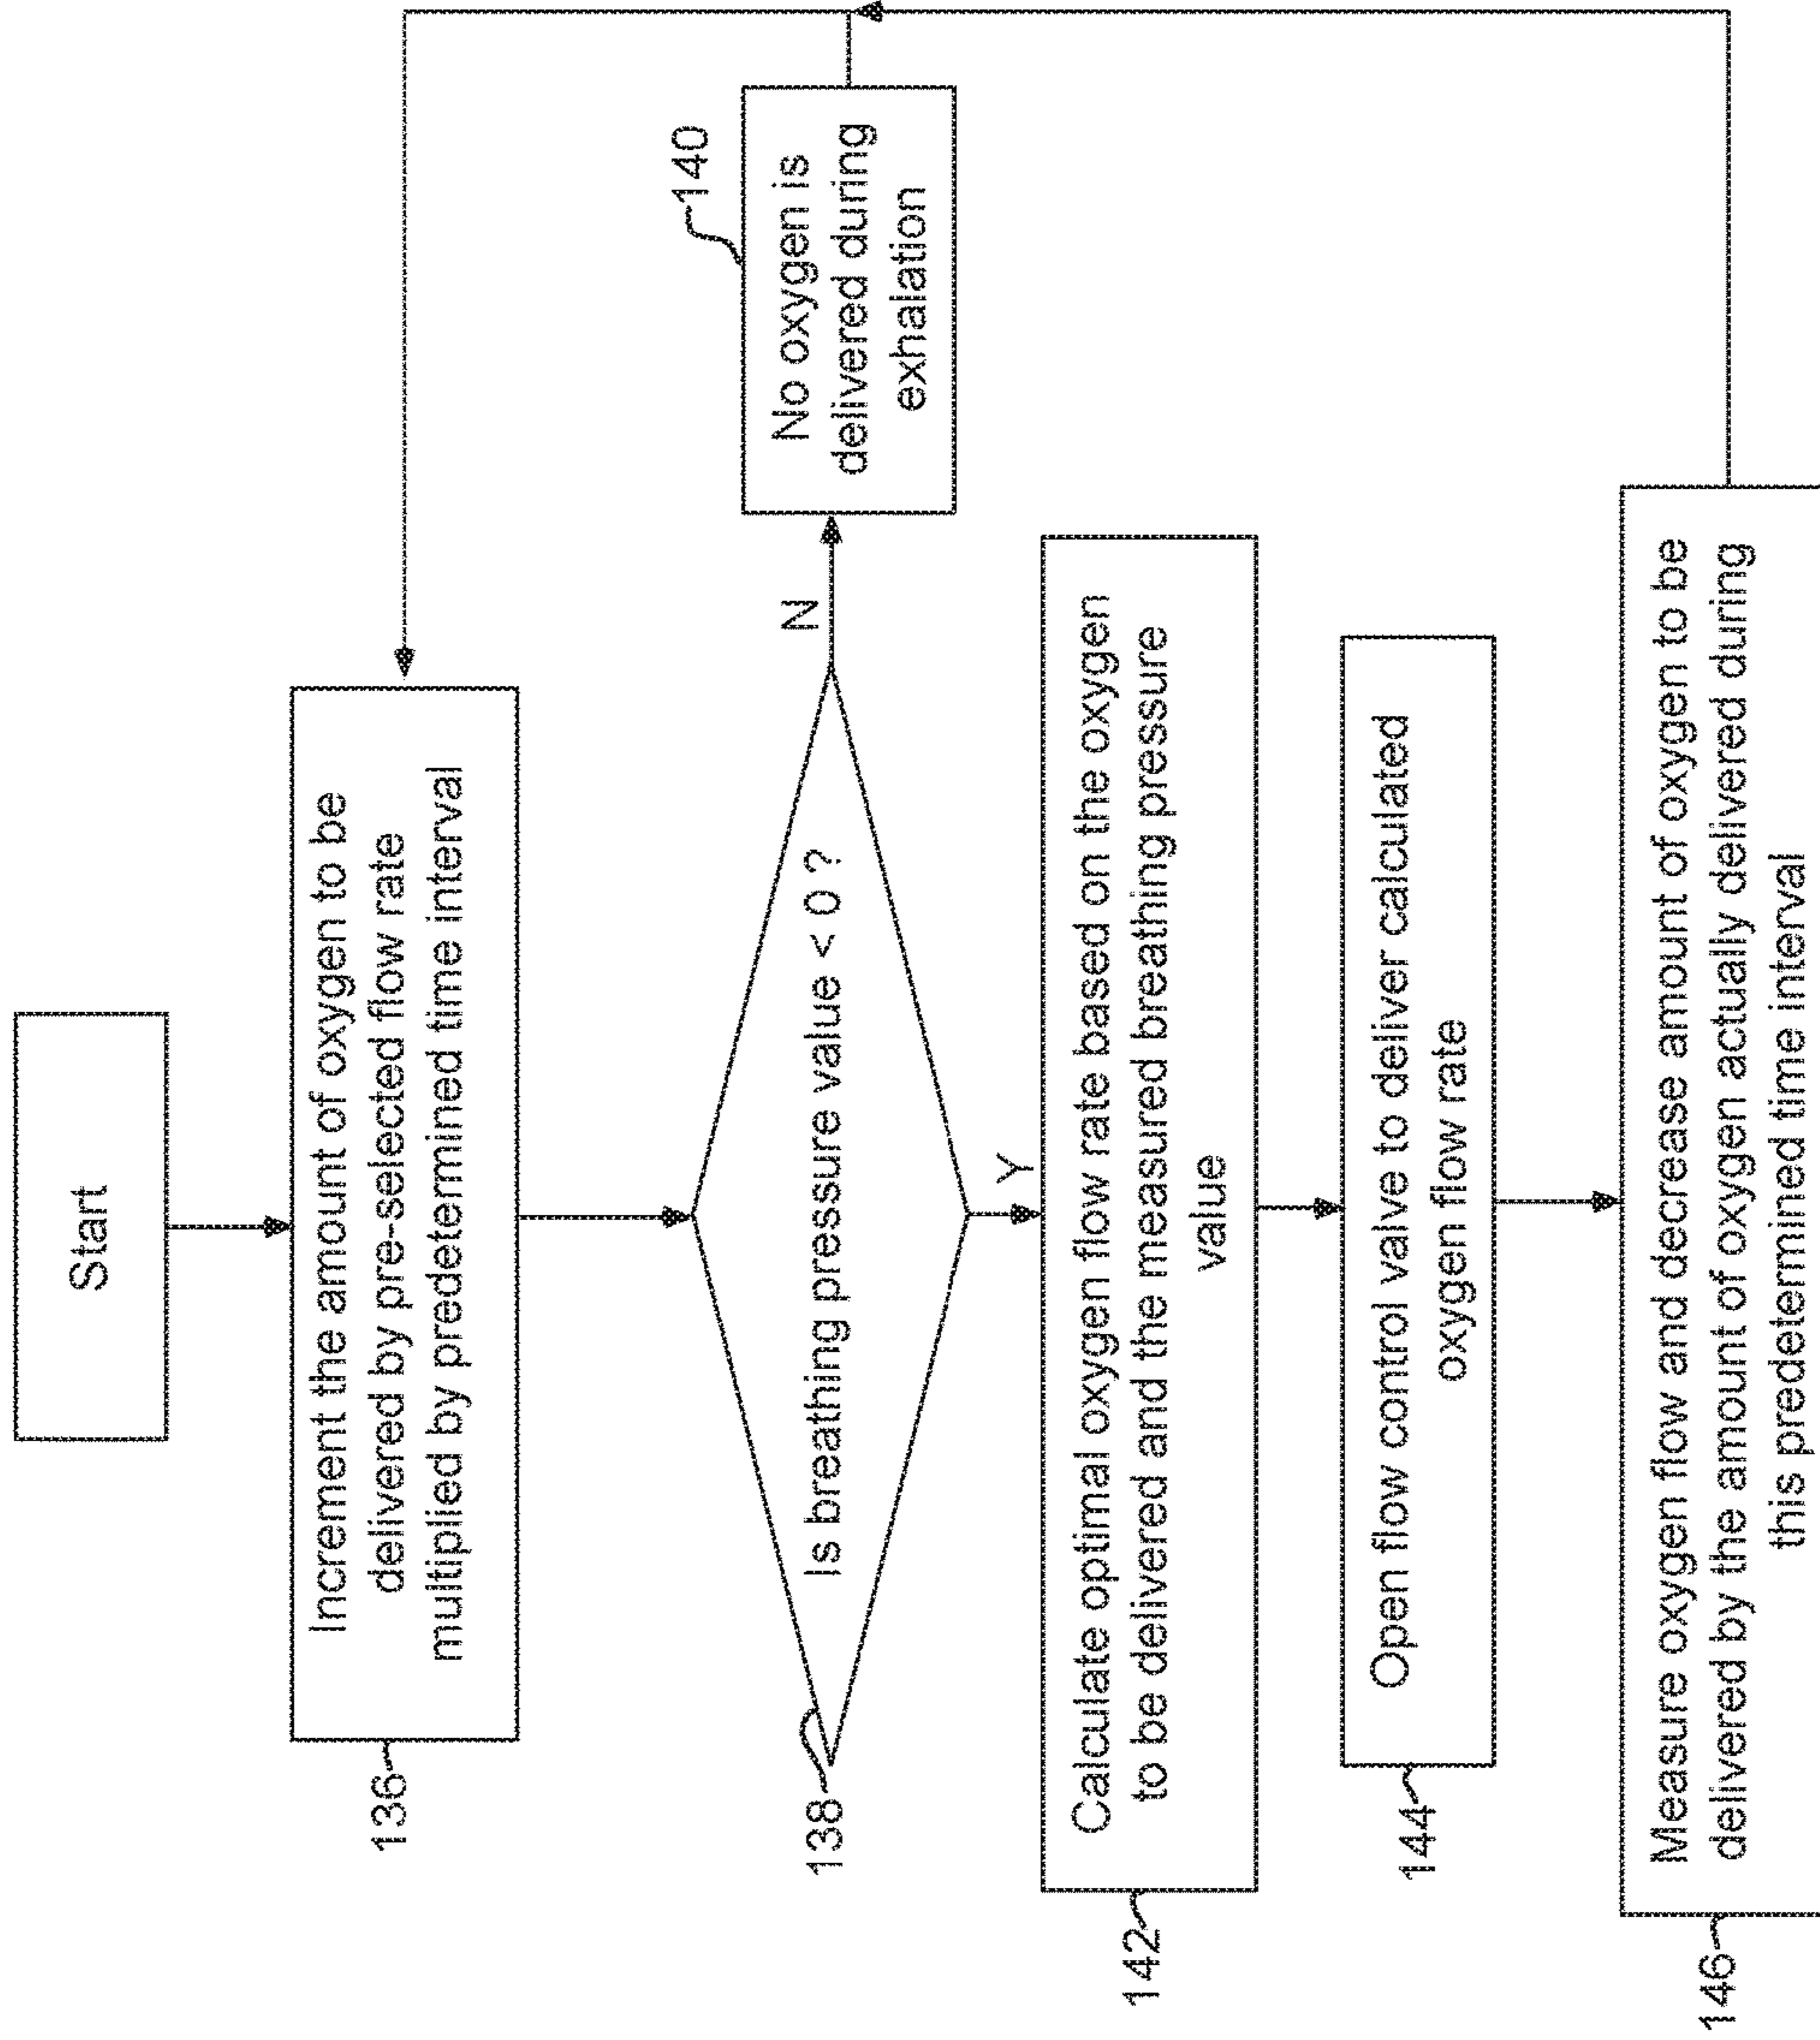 Start
136
Increment the amount of oxygen to be
delivered by pre-selected flow rate
multiplied by predetermined time interval
138
Is breathing pressure value < 0 ?
N
140
No oxygen is
delivered during
exhalation
Y
142
Calculate optimal oxygen flow rate based on the oxygen
to be delivered and the measured breathing pressure
value
144
Open flow control valve to deliver calculated
oxygen flow rate
146
Measure oxygen flow and decrease amount of oxygen to be
delivered by the amount of oxygen actually delivered during
this predetermined time interval